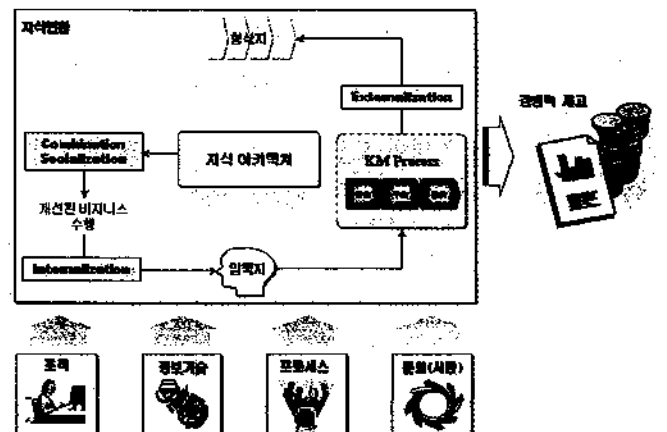 지식변환
형식지
Externalization
경쟁력 제고
Combination
Socialization
지식 아키텍쳐
KM Process
개선된 비지니스
수행
Internalization
암묵지
조직
정보기술
프로세스
문화(사람)